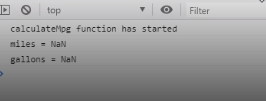 top
Filter
calculateMpg function has started
miles = NaN
gallons = NaN